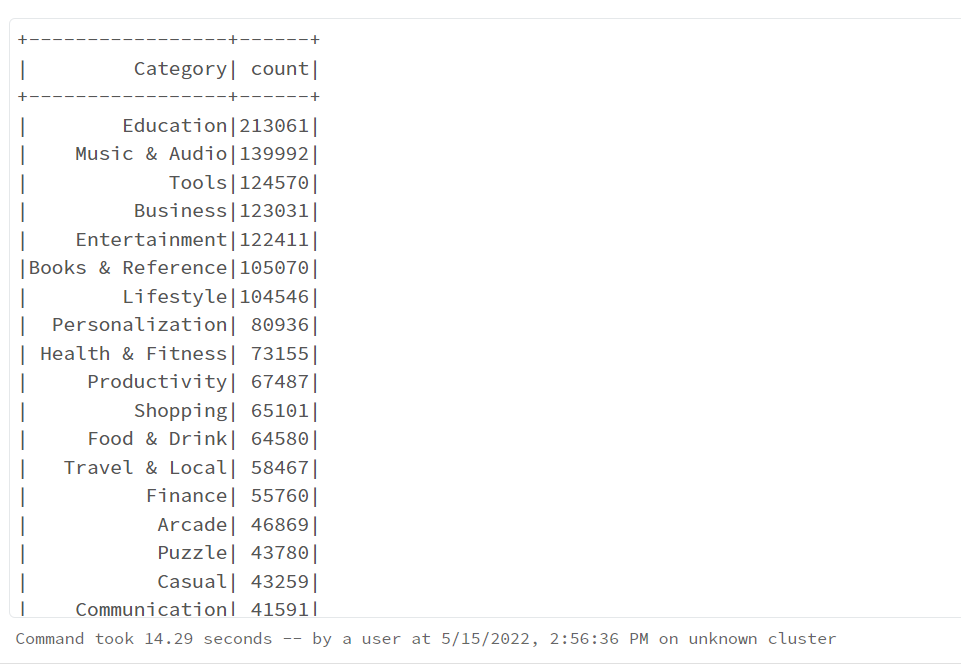 +-----------------+------+
|         Category| count|
+-----------------+------+
|        Education|213061|
|    Music & Audio|139992|
|            Tools|124570|
|         Business|123031|
|    Entertainment|122411|
|Books & Reference|105070|
|        Lifestyle|104546|
|  Personalization| 80936|
| Health & Fitness| 73155|
|     Productivity| 67487|
|         Shopping| 65101|
|     Food & Drink| 64580|
|   Travel & Local| 58467|
|          Finance| 55760|
|           Arcade| 46869|
|           Puzzle| 43780|
|           Casual| 43259|
|    Communication| 41591|
Command took 14.29 seconds -- by a user at 5/15/2022, 2:56:36 PM on unknown cluster